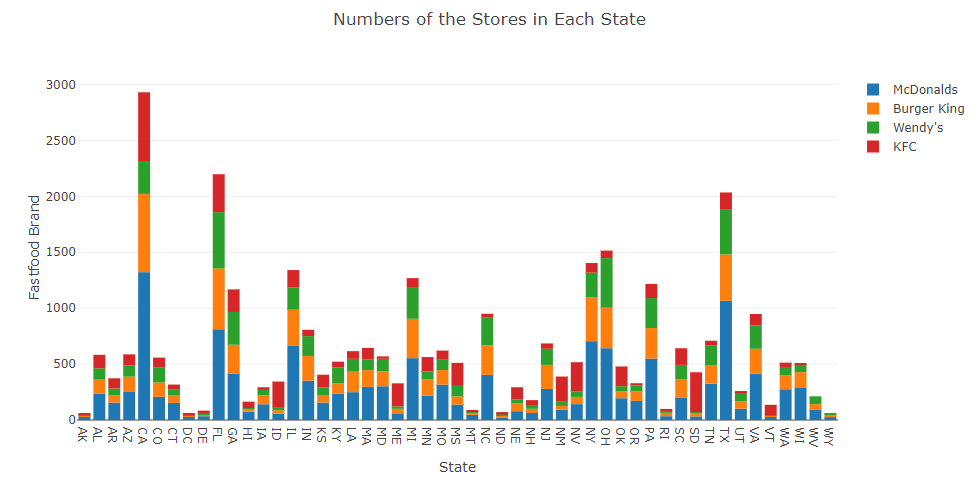 Numbers of the Stores in Each State
3000
2500
2000
1500
1000
500
0
Fastfood Brand
AK AL AR AZ CA CO CT DC DE FL GA HI IA ID IL IN KS KY LA MA MD ME MI MN MO MS MT NC ND NE NH NJ NM NV NY OH OK OR PA RI SC SD TN TX UT VA VT WA WI WV WY
State
McDonalds
Burger King
Wendy's
KFC